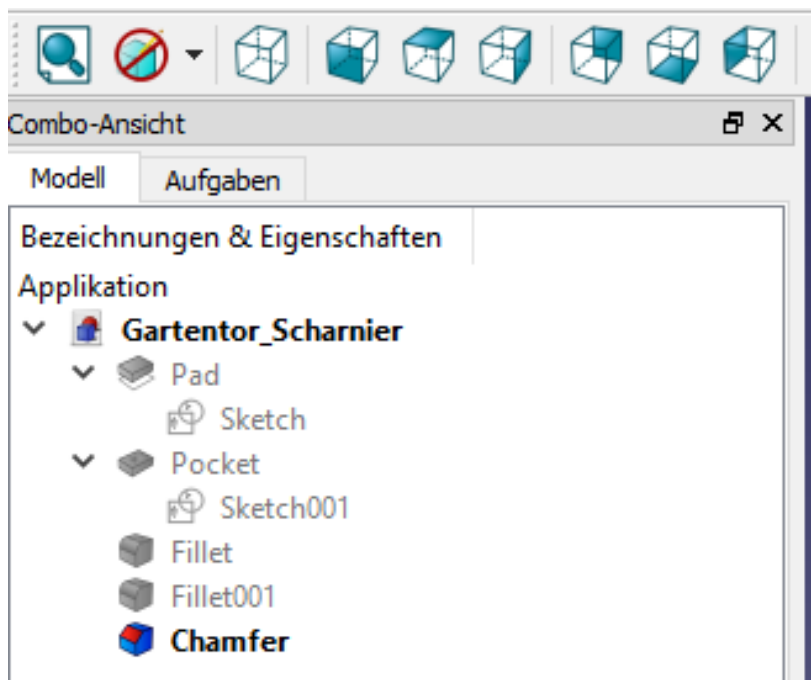 Combo-Ansicht
Modell Aufgaben
Bezeichnungen & Eigenschaften
Applikation
Gartentor_Scharnier
Pad
Sketch
Pocket
Sketch001
Fillet
Fillet001
Chamfer